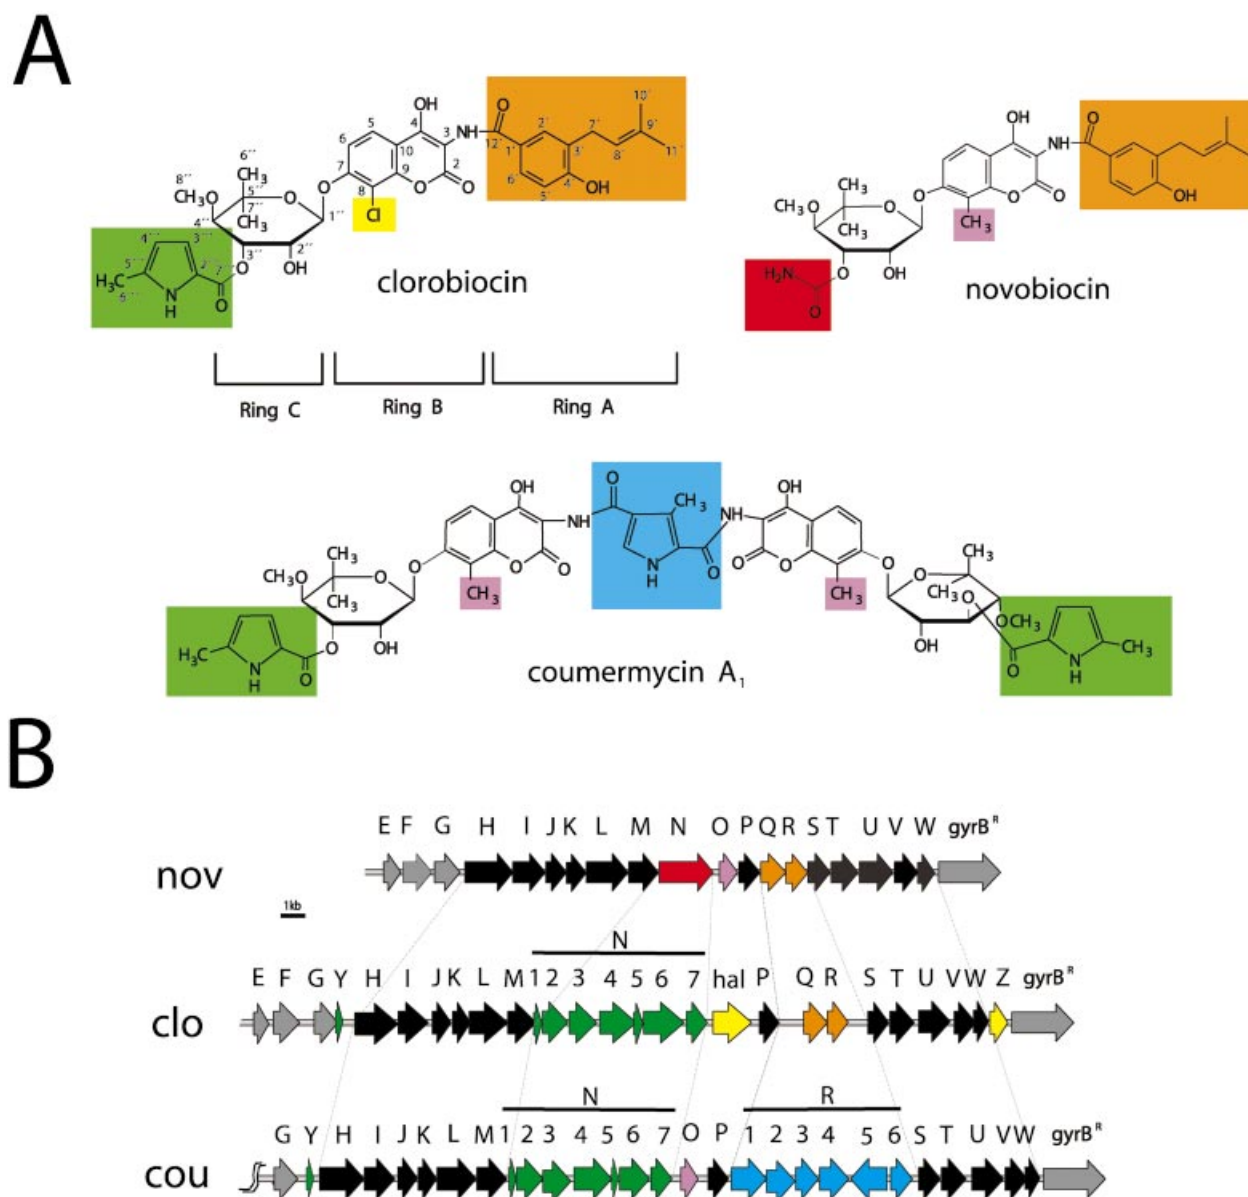 A
clorobiocin
OH
5
4
6
10
3
NH
O
12´
1´
2´
3´
4´
5´
6´
OH
7´
8´
9´
10´
11´
7
9
2
8
O
O
O
Cl
6´´
CH₃
8´´
OCH₃
5´´
O
7´´
CH₃
4´´
1´´
2´´
3´´
OH
O
4´´´
3´´´
5´´´
2´´´
H₃C
6´´´
N
H
7´´´
O
novobiocin
OH
O
NH
OH
O
O
O
CH₃
CH₃
OCH₃
O
CH₃
H₂N
O
OH
O
Ring C
Ring B
Ring A
coumermycin A₁
OH
O
CH₃
NH
OH
NH
N
H
O
O
O
O
CH₃
O
O
O
CH₃
CH₃
CH₃O
O
CH₃
OH
O
H₃C
N
H
O
O
CH₃
CH₃
O
OCH₃
OH
O
N
H
CH₃
B
E F G H I J K L M N O P Q R S T U V W gyrBᴿ
nov
1kb
N
E F G Y H I J K L M 1 2 3 4 5 6 7 hal P Q R S T U V W Z gyrBᴿ
clo
N R
G Y H I J K L M 1 2 3 4 5 6 7 O P 1 2 3 4 5 6 S T U V W gyrBᴿ
cou